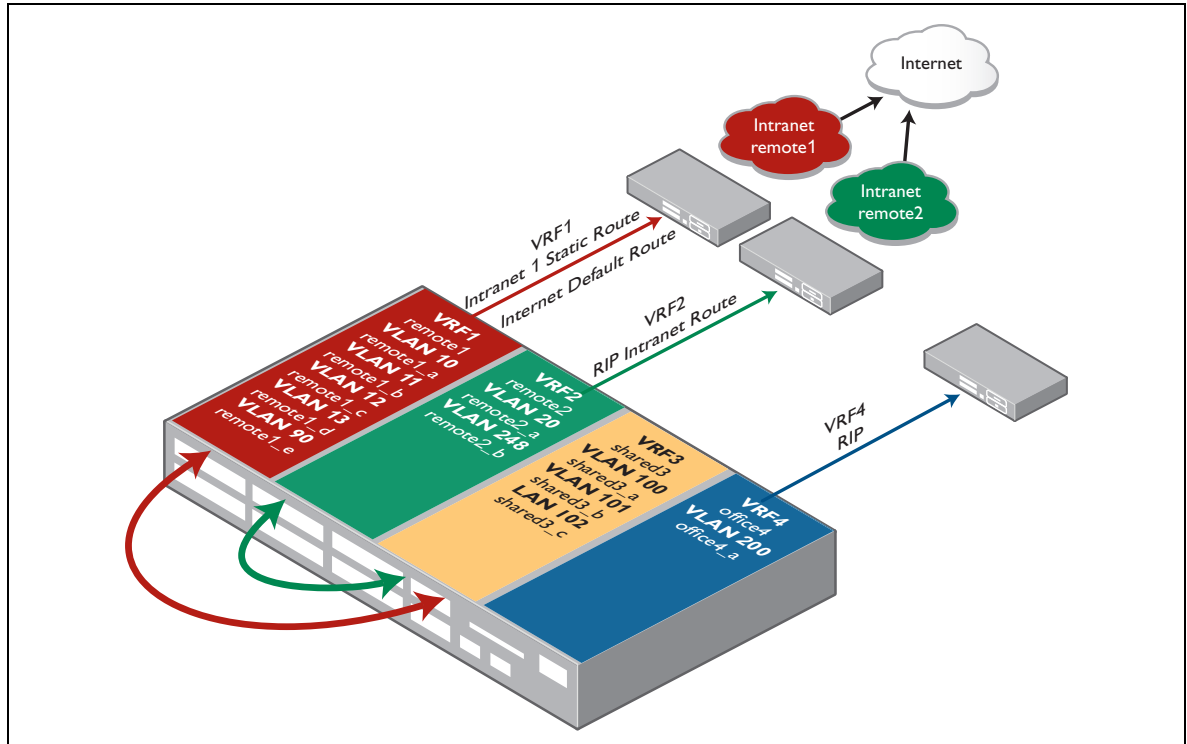 Internet
Intranet
remote1
Intranet
remote2
VRF1
Intranet 1 Static Route
Internet Default Route
VRF2
RIP Intranet Route
VRF4
RIP
VRF1
remote1
VLAN 10
remote1_a
VLAN 11
remote1_b
VLAN 12
remote1_c
VLAN 13
remote1_d
VLAN 90
remote1_e
VRF2
remote2
VLAN 20
remote2_a
VLAN 248
remote2_b
VRF3
shared3
VLAN 100
shared3_a
VLAN 101
shared3_b
LAN 102
shared3_c
VRF4
office4
VLAN 200
office4_a